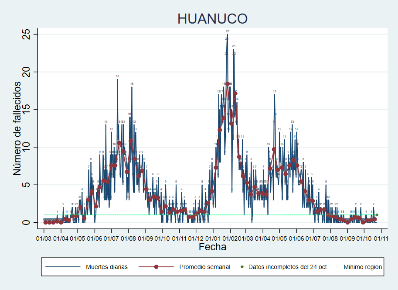 HUANUCO
Número de fallecidos
25
20
15
10
5
0
01/03 01/04 01/05 01/06 01/07 01/08 01/09 01/10 01/11 01/12 01/01 01/02 01/03 01/04 01/05 01/06 01/07 01/08 01/09 01/10 01/11
Fecha
Muertes diarias Promedio semanal Datos incompletos del 24 oct Mínimo región